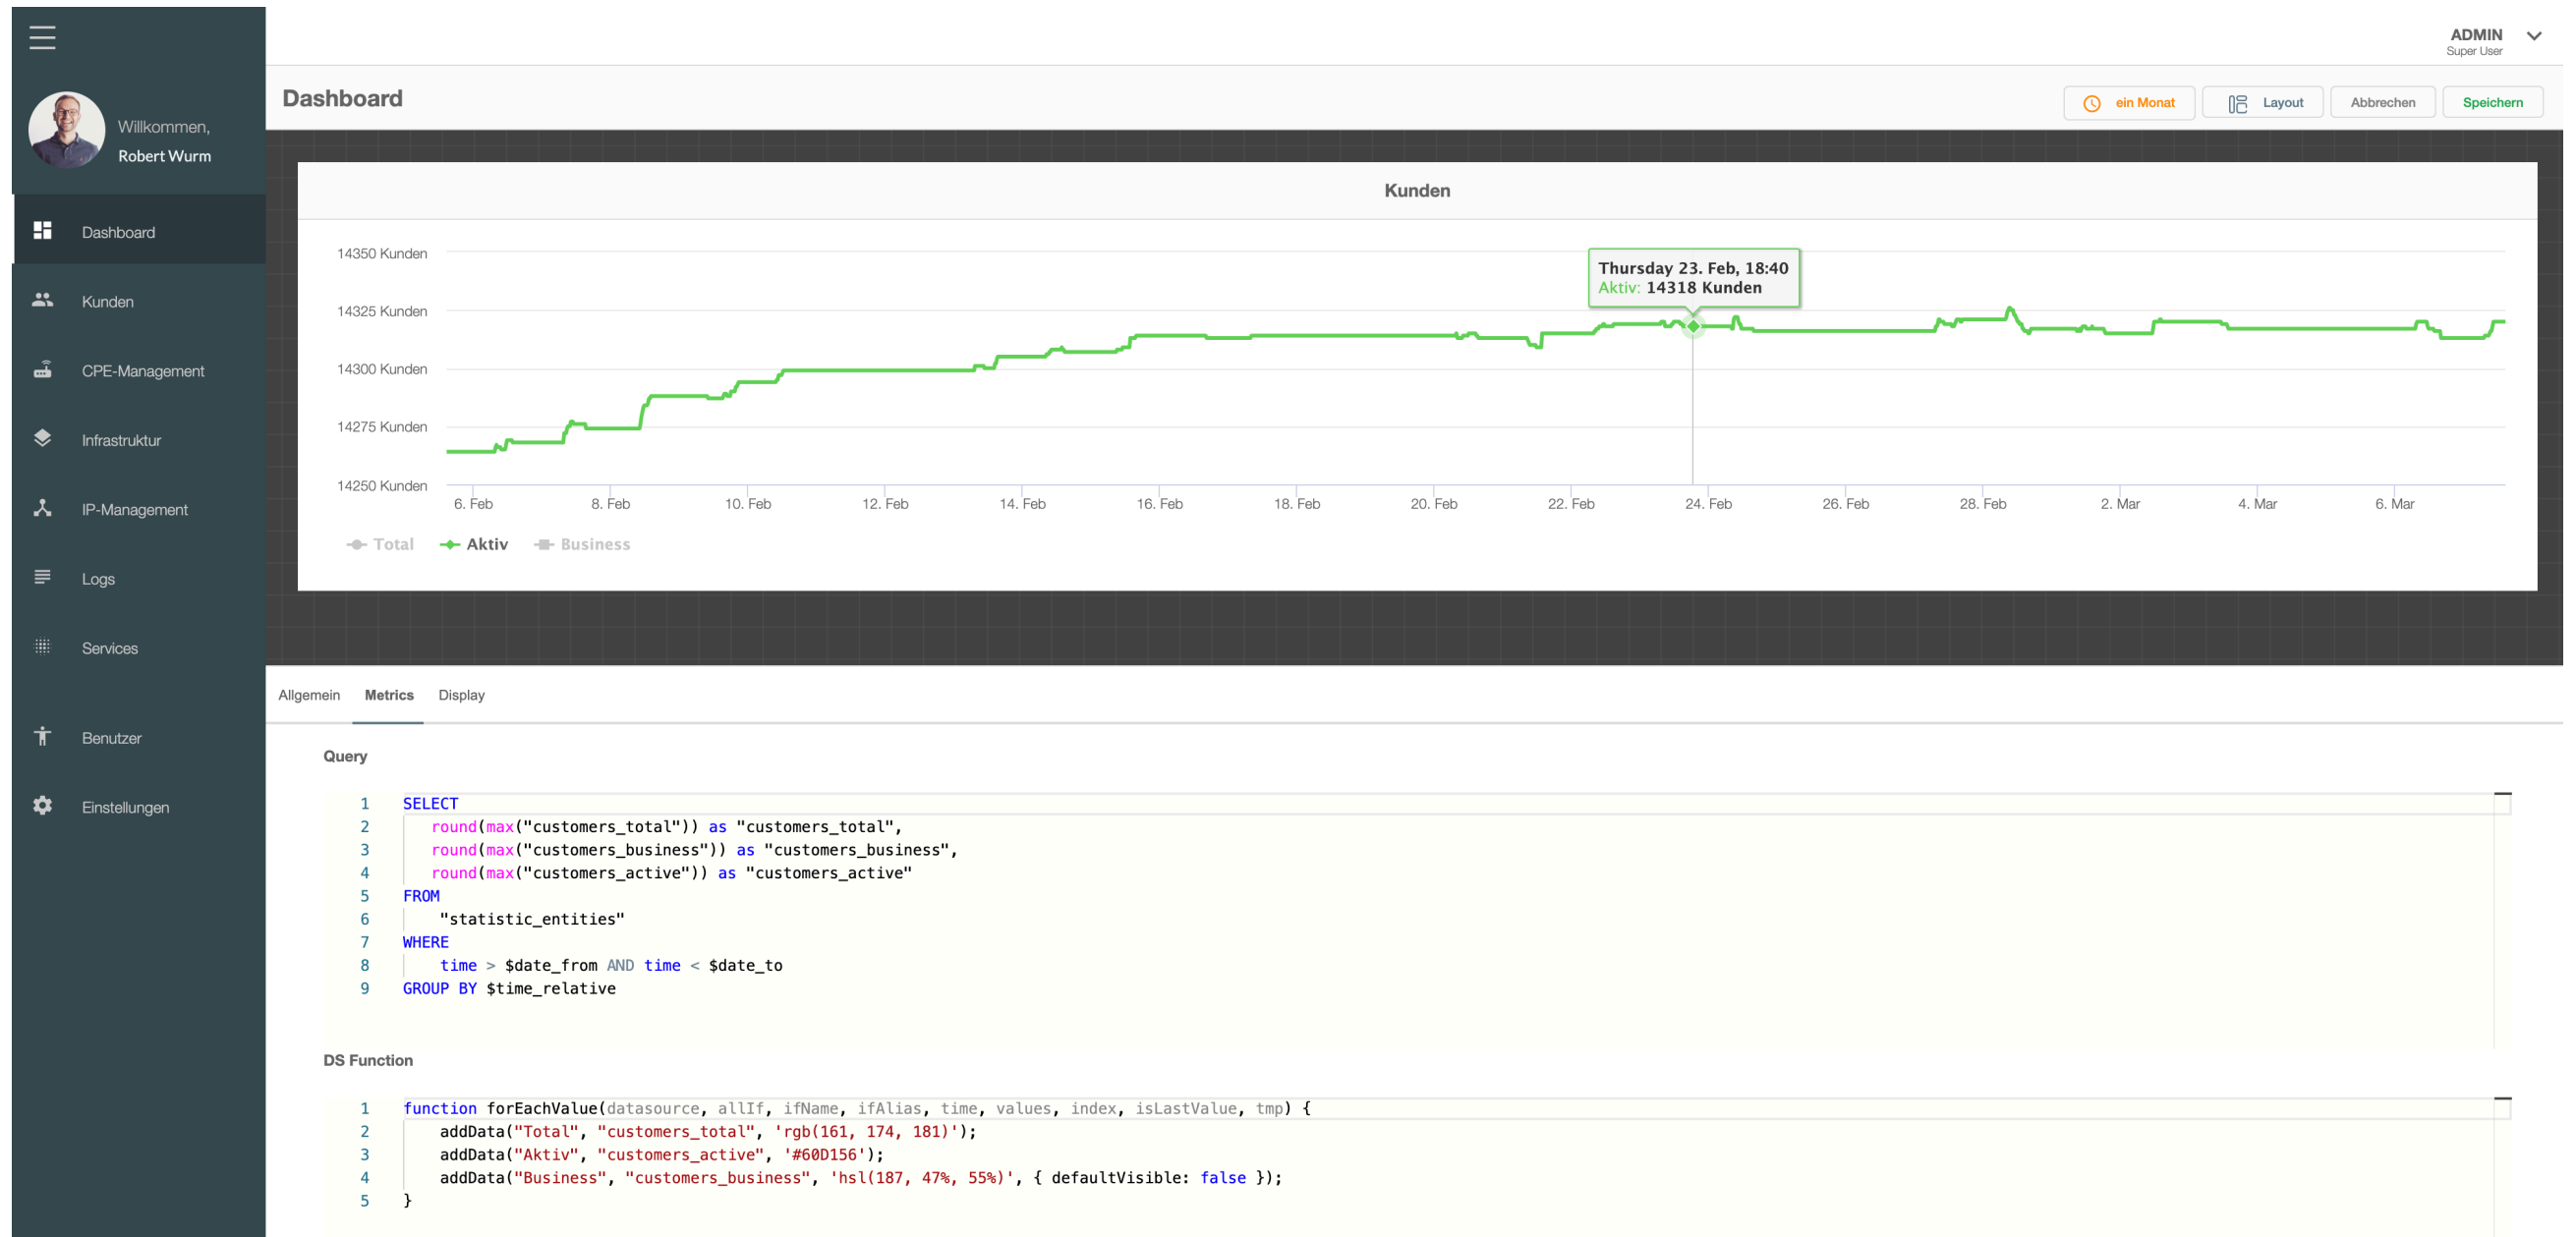 ADMIN
Super User
Willkommen,
Robert Wurm
Dashboard
Kunden
CPE-Management
Infrastruktur
IP-Management
Logs
Services
Benutzer
Einstellungen
Dashboard
ein Monat
Layout
Abbrechen
Speichern
Kunden
14350 Kunden
14325 Kunden
14300 Kunden
14275 Kunden
14250 Kunden
Thursday 23. Feb, 18:40
Aktiv: 14318 Kunden
6. Feb 8. Feb 10. Feb 12. Feb 14. Feb 16. Feb 18. Feb 20. Feb 22. Feb 24. Feb 26. Feb 28. Feb 2. Mar 4. Mar 6. Mar
Total Aktiv Business
Allgemein Metrics Display
Query
1 SELECT
2 round(max("customers_total")) as "customers_total",
3 round(max("customers_business")) as "customers_business",
4 round(max("customers_active")) as "customers_active"
5 FROM
6 "statistic_entities"
7 WHERE
8 time > $date_from AND time < $date_to
9 GROUP BY $time_relative
DS Function
1 function forEachValue(datasource, allIf, ifName, ifAlias, time, values, index, isLastValue, tmp) {
2 addData("Total", "customers_total", 'rgb(161, 174, 181)');
3 addData("Aktiv", "customers_active", '#60D156');
4 addData("Business", "customers_business", 'hsl(187, 47%, 55%)', { defaultVisible: false });
5 }